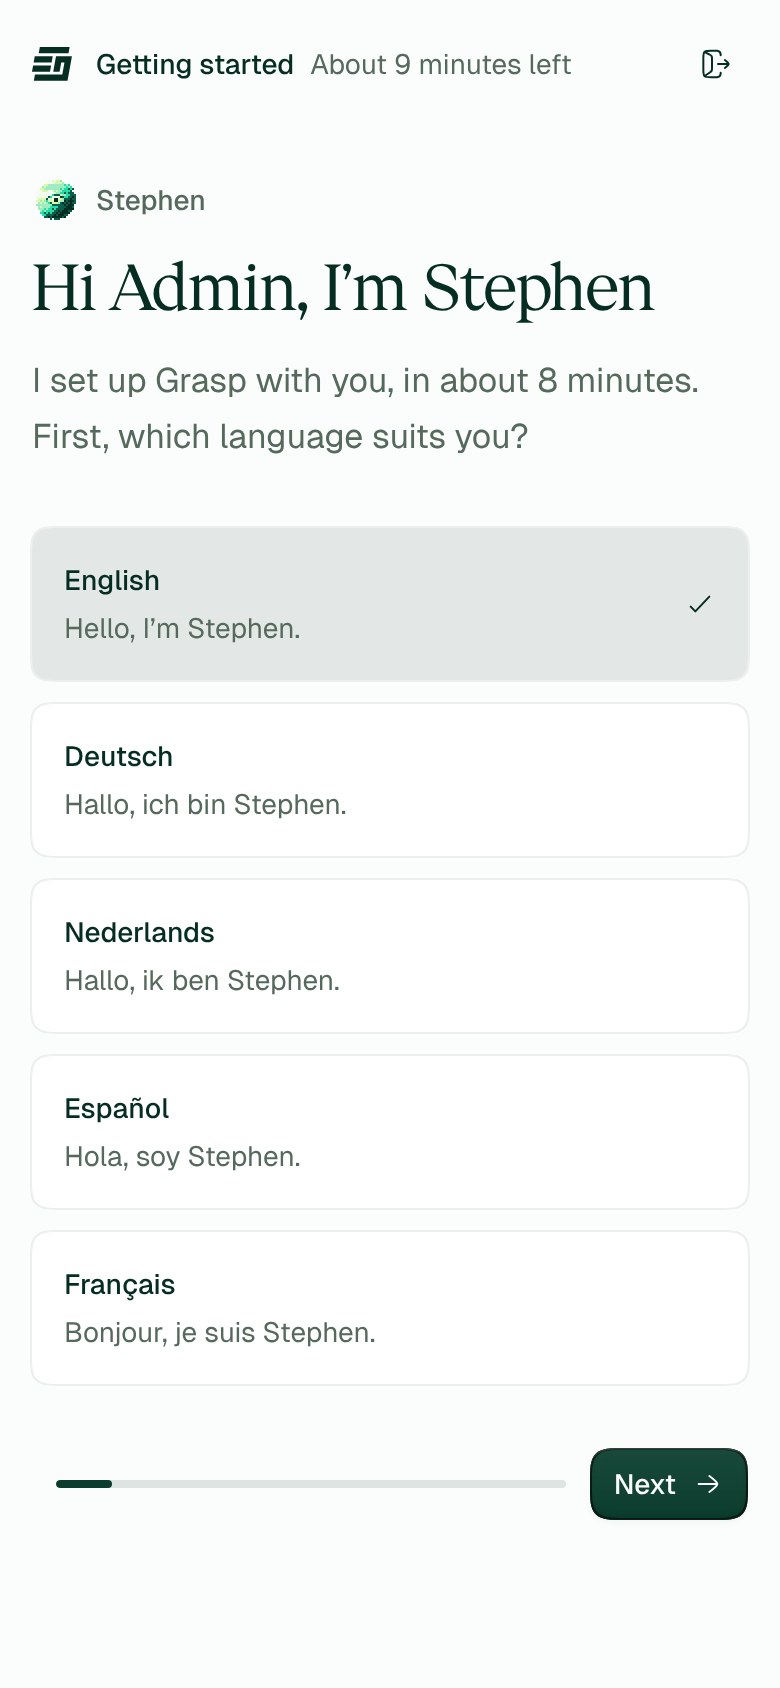 Getting started About 9 minutes left
Stephen
Hi Admin, I’m Stephen
I set up Grasp with you, in about 8 minutes.
First, which language suits you?
English
Hello, I’m Stephen.
Deutsch
Hallo, ich bin Stephen.
Nederlands
Hallo, ik ben Stephen.
Español
Hola, soy Stephen.
Français
Bonjour, je suis Stephen.
Next